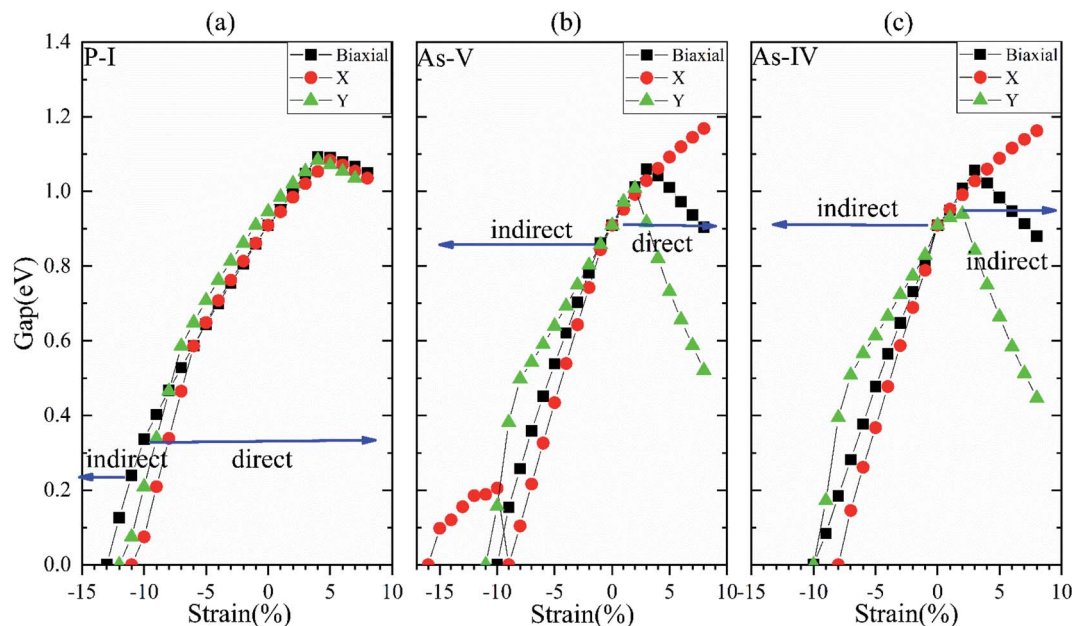 (a)
(b)
(c)
P-I
Biaxial
X
Y
As-V
Biaxial
X
Y
As-IV
Biaxial
X
Y
Gap(eV)
1.4
1.2
1.0
0.8
0.6
0.4
0.2
0.0
indirect
direct
indirect
direct
indirect
indirect
-15 -10 -5 0 5 10
-15 -10 -5 0 5 10
-15 -10 -5 0 5 10
Strain(%)
Strain(%)
Strain(%)